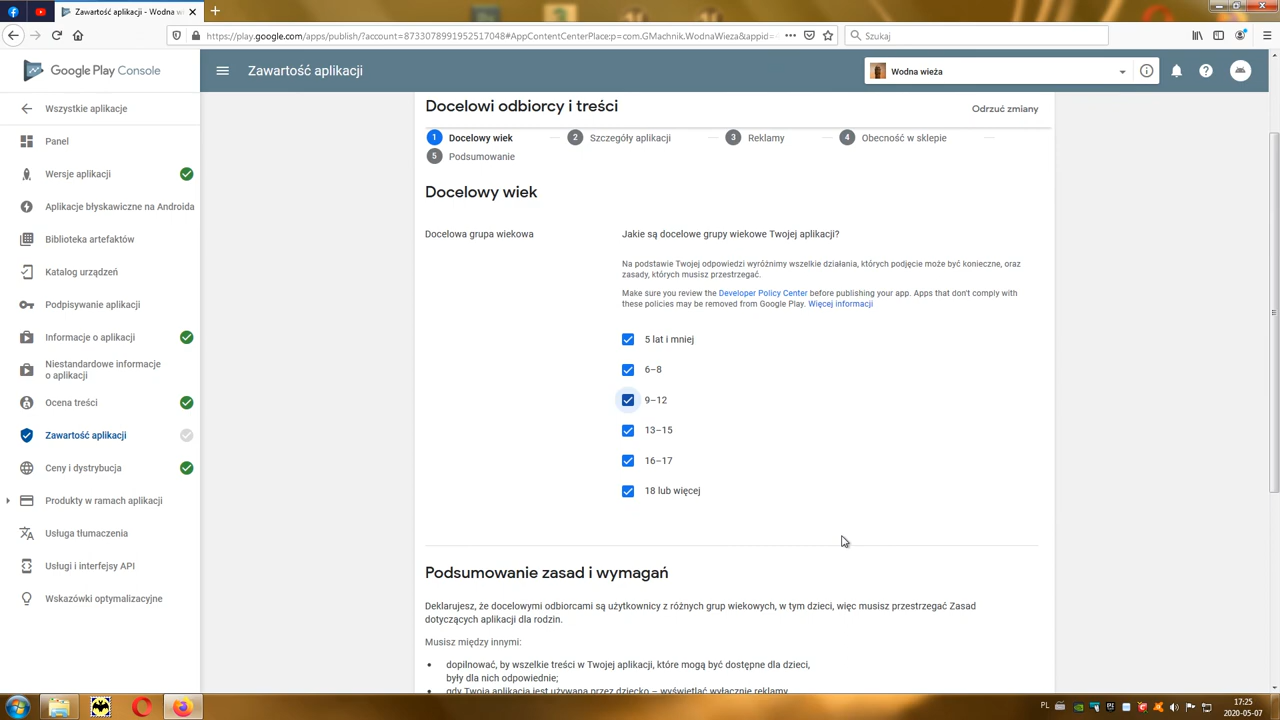 Zawartość aplikacji - Wodna w
https://play.google.com/apps/publish/?account=8733078991952517048#AppContentCenterPlace:p=com.GMachnik.WodnaWieza&appid=
Szukaj
Google Play Console
Zawartość aplikacji
Wodna wieża
Wszystkie aplikacje
Panel
Wersje aplikacji
Aplikacje błyskawiczne na Androida
Biblioteka artefaktów
Katalog urządzeń
Podpisywanie aplikacji
Informacje o aplikacji
Niestandardowe informacje
o aplikacji
Ocena treści
Zawartość aplikacji
Ceny i dystrybucja
Produkty w ramach aplikacji
Usługa tłumaczenia
Usługi i interfejsy API
Wskazówki optymalizacyjne
Docelowi odbiorcy i treści
Odrzuć zmiany
1 Docelowy wiek
2 Szczegóły aplikacji
3 Reklamy
4 Obecność w sklepie
5 Podsumowanie
Docelowy wiek
Docelowa grupa wiekowa
Jakie są docelowe grupy wiekowe Twojej aplikacji?
Na podstawie Twojej odpowiedzi wyróżnimy wszelkie działania, których podjęcie może być konieczne, oraz
zasady, których musisz przestrzegać.
Make sure you review the Developer Policy Center before publishing your app. Apps that don't comply with
these policies may be removed from Google Play. Więcej informacji
5 lat i mniej
6–8
9–12
13–15
16–17
18 lub więcej
Podsumowanie zasad i wymagań
Deklarujesz, że docelowymi odbiorcami są użytkownicy z różnych grup wiekowych, w tym dzieci, więc musisz przestrzegać Zasad
dotyczących aplikacji dla rodzin.
Musisz między innymi:
dopilnować, by wszelkie treści w Twojej aplikacji, które mogą być dostępne dla dzieci,
były dla nich odpowiednie;
gdy Twoja aplikacja jest używana przez dziecko – wyświetlać wyłącznie reklamy
PL
17:25
2020-05-07